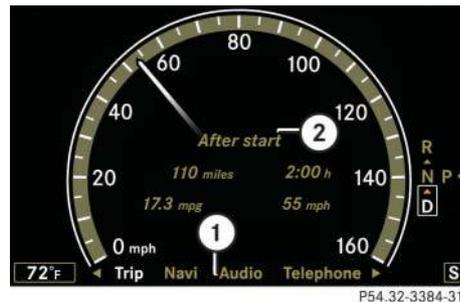 80
60
100
40
120
2
After start
R
110 miles
2:00 h
N P
20
140
17.3 mpg
55 mph
D
1
0 mph
160
72°F
Trip Navi Audio Telephone
S
P54.32-3384-31